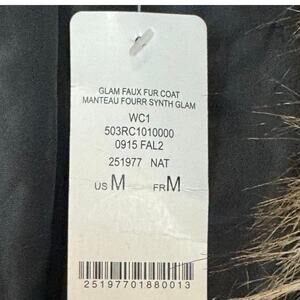 GLAM FAUX FUR COAT
MANTEAU FOURR SYNTH GLAM
WC1
503RC1010000
0915 FAL2
251977 NAT
US M FR M
25197701880013